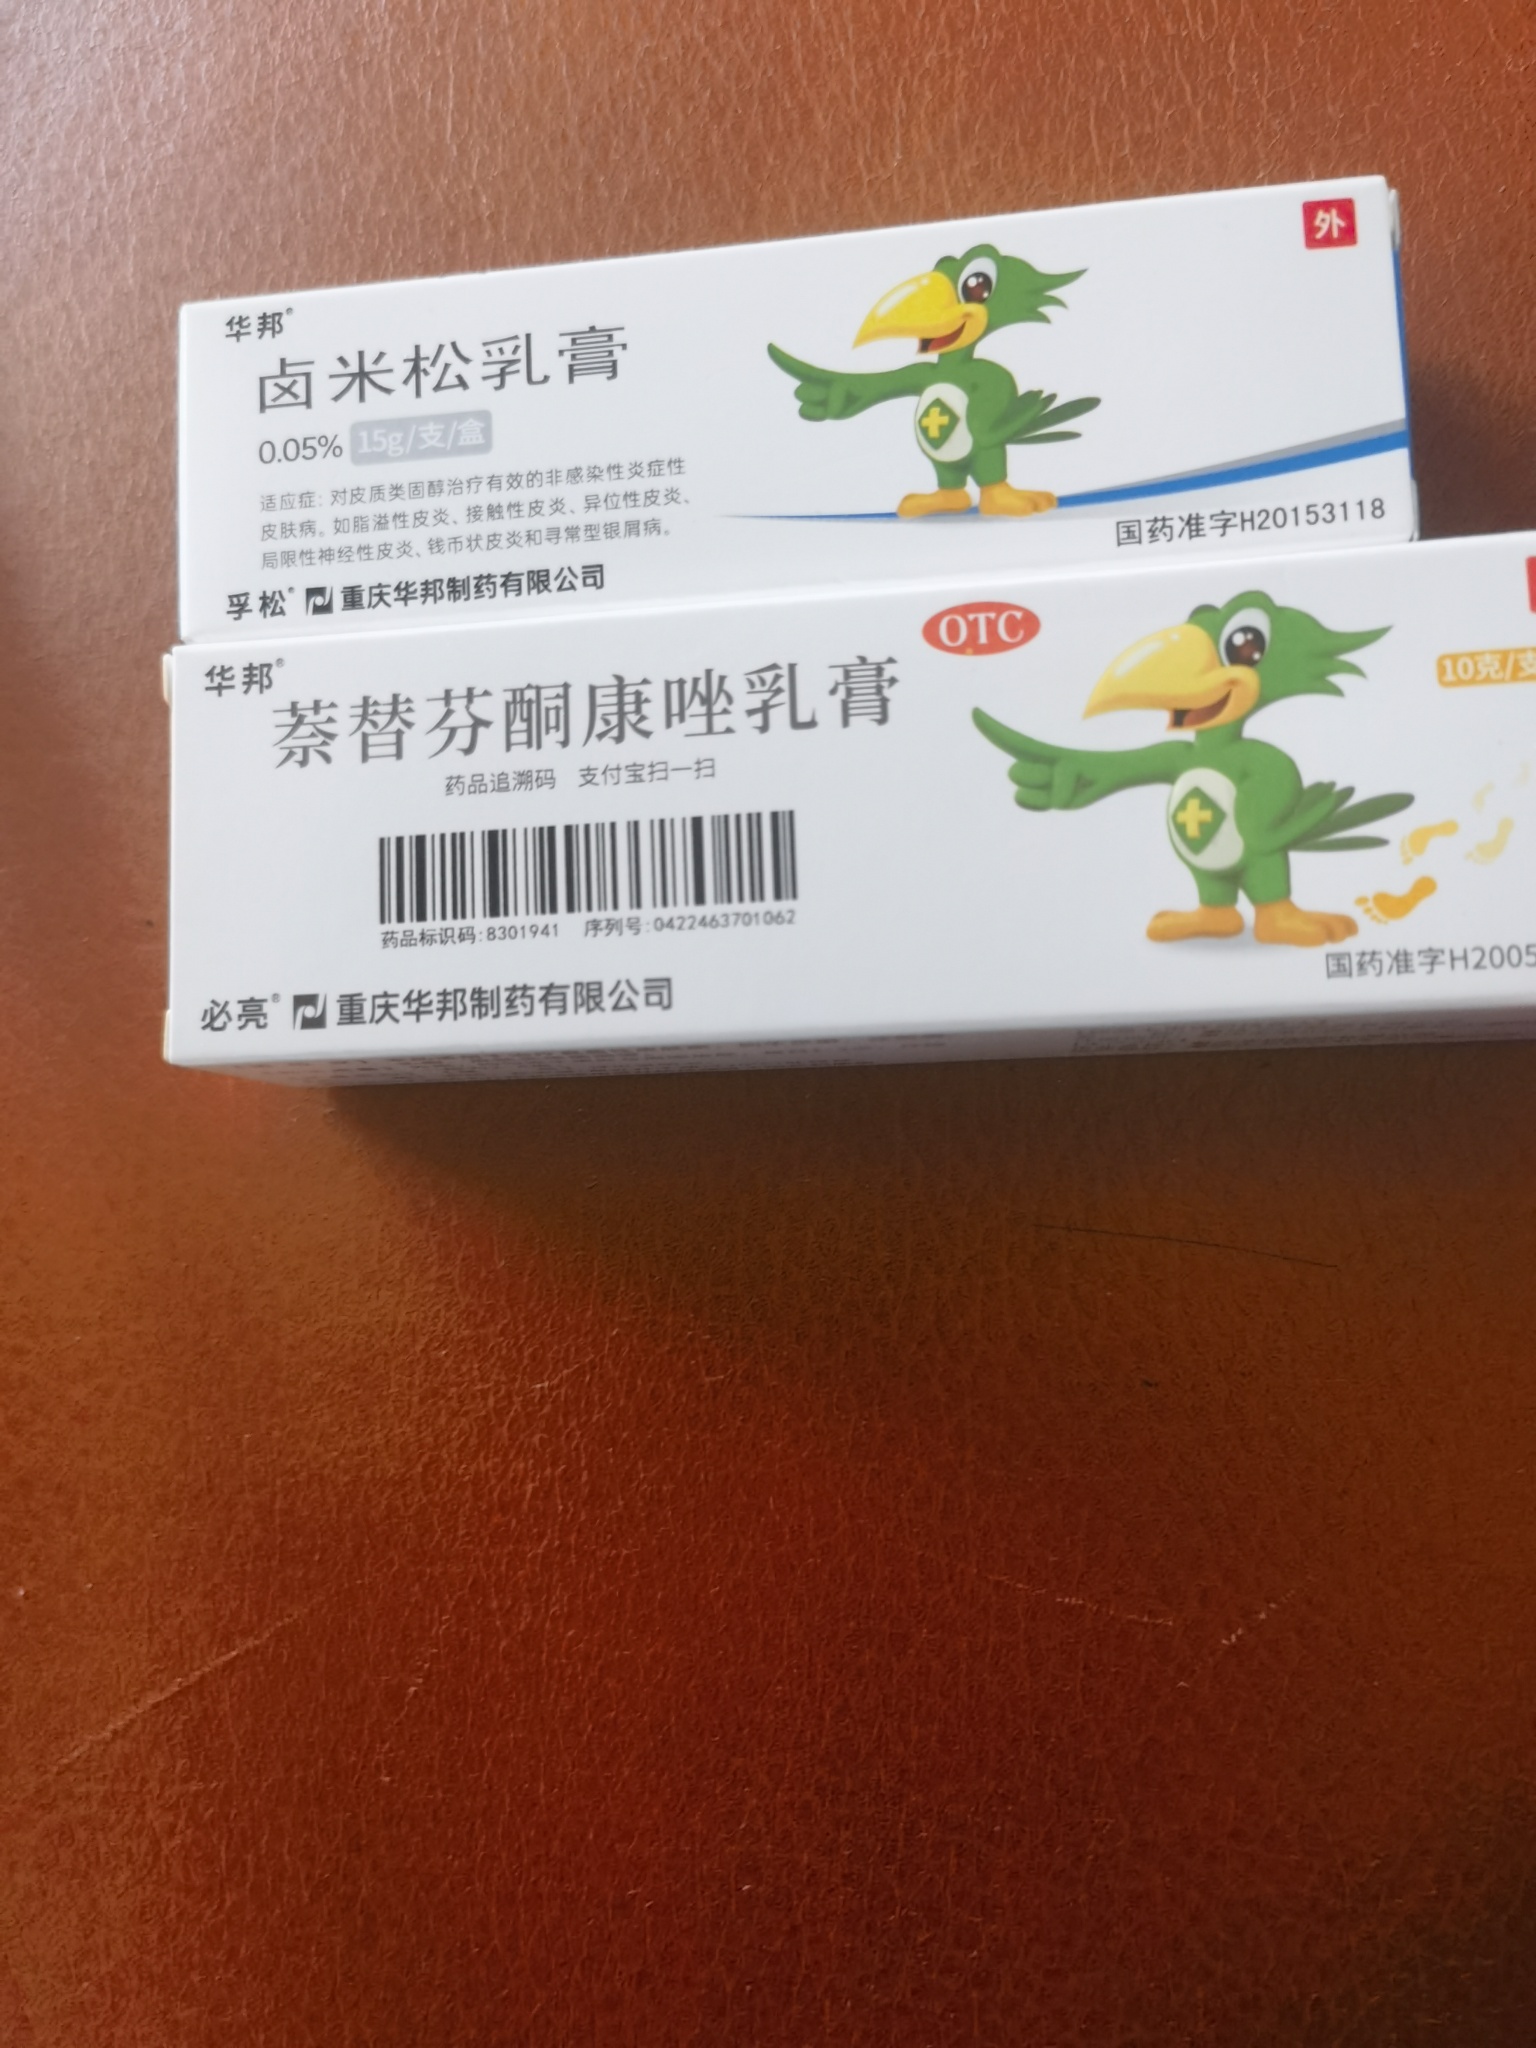 外
华邦®
卤米松乳膏
0.05% 15g/支/盒
适应症: 对皮质类固醇治疗有效的非感染性炎症性
皮肤病。如脂溢性皮炎、接触性皮炎、异位性皮炎、
局限性神经性皮炎、钱币状皮炎和寻常型银屑病。
国药准字H20153118
孚松® 重庆华邦制药有限公司
OTC
华邦®
萘替芬酮康唑乳膏
10克/支
药品追溯码 支付宝扫一扫
药品标识码:8301941 序列号:0422463701062
国药准字H2005
必亮® 重庆华邦制药有限公司